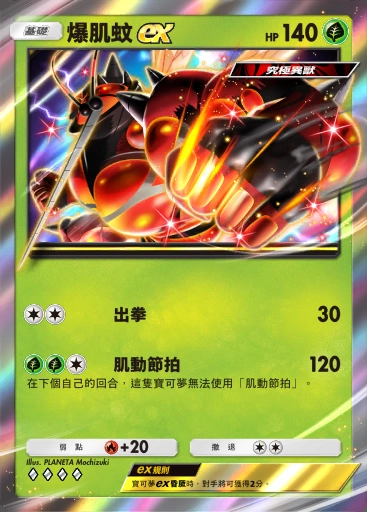 基礎 爆肌蚊ex HP 140
究極異獸
出拳 30
肌動節拍 120
在下個自己的回合，這隻寶可夢無法使用「肌動節拍」。
弱點 +20 撤退
Illus. PLANETA Mochizuki
ex規則
寶可夢ex昏厥時，對手將可獲得2分。